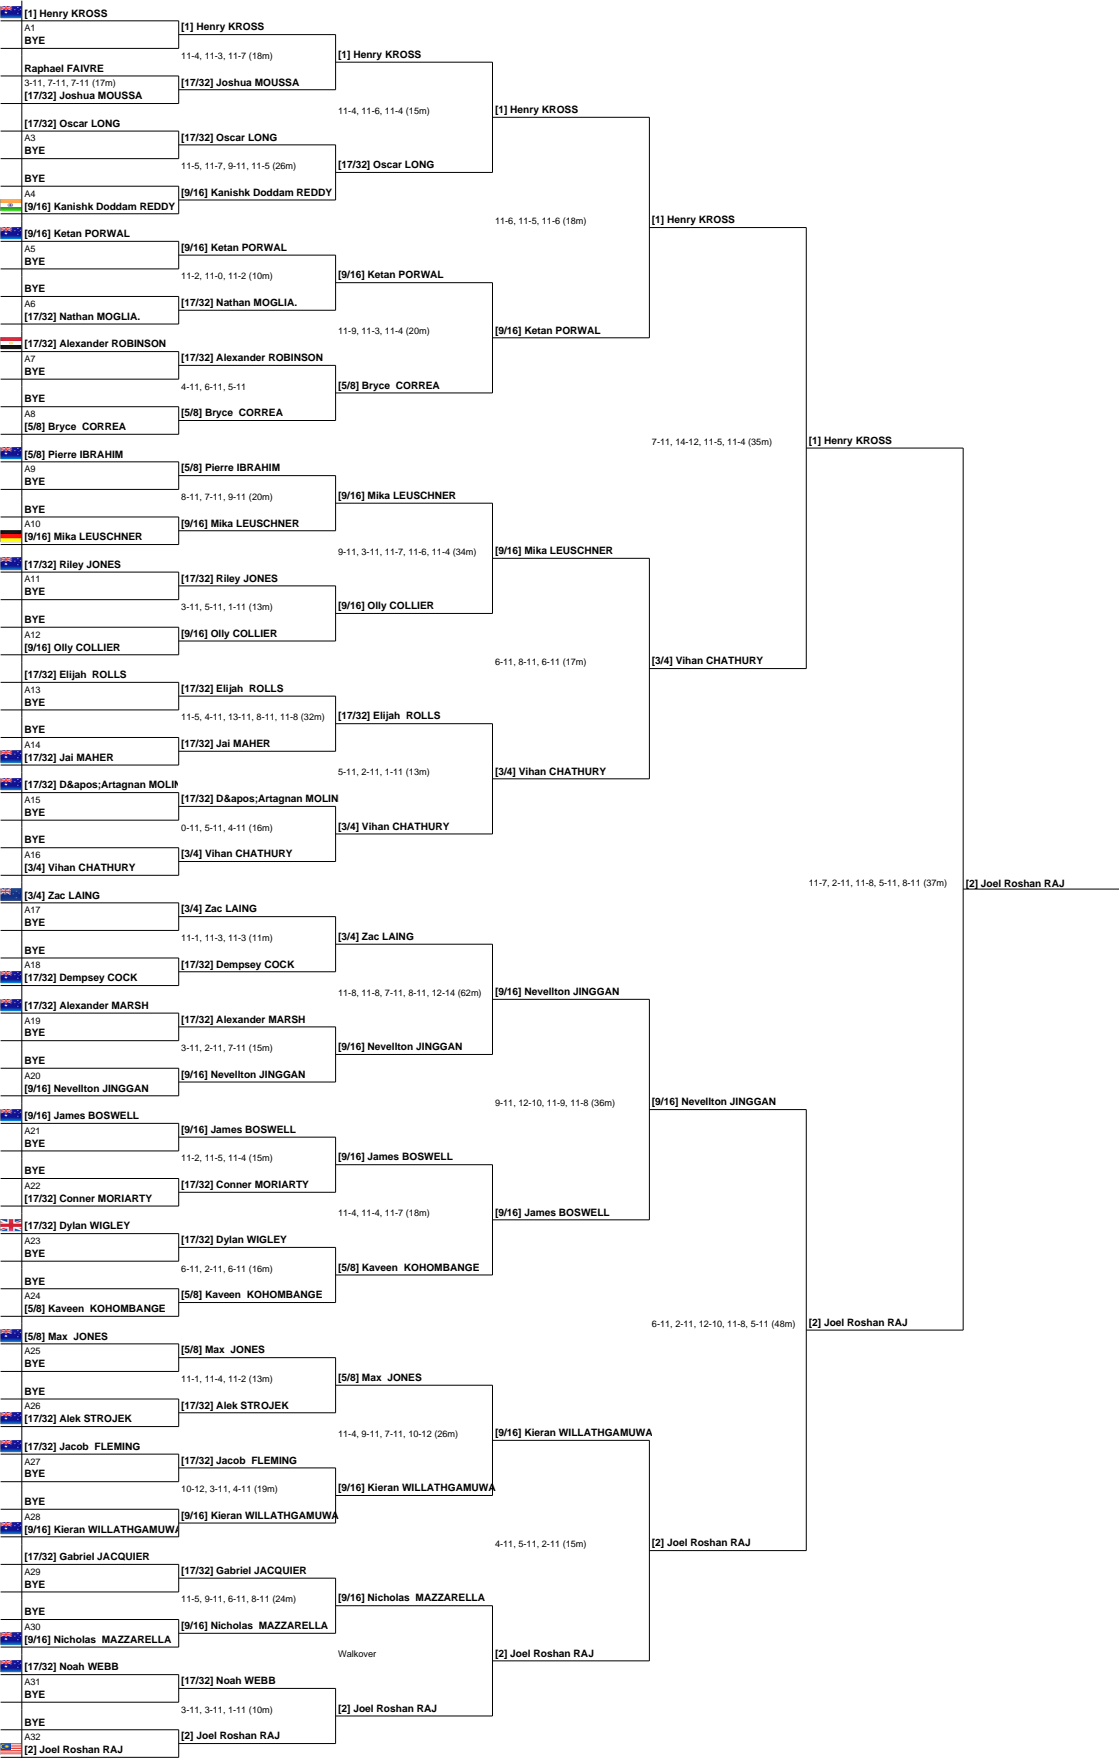 [1] Henry KROSS
A1
BYE
Raphael FAIVRE
3-11, 7-11, 7-11 (17m)
[17/32] Joshua MOUSSA
[17/32] Oscar LONG
A3
BYE
BYE
A4
[9/16] Kanishk Doddam REDDY
[9/16] Ketan PORWAL
A5
BYE
BYE
A6
[17/32] Nathan MOGLIA.
[17/32] Alexander ROBINSON
A7
BYE
BYE
A8
[5/8] Bryce  CORREA
[5/8] Pierre IBRAHIM
A9
BYE
BYE
A10
[9/16] Mika LEUSCHNER
[17/32] Riley JONES
A11
BYE
BYE
A12
[9/16] Olly COLLIER
[17/32] Elijah  ROLLS
A13
BYE
BYE
A14
[17/32] Jai MAHER
[17/32] D&apos;Artagnan MOLIN
A15
BYE
BYE
A16
[3/4] Vihan CHATHURY
[3/4] Zac LAING
A17
BYE
BYE
A18
[17/32] Dempsey COCK
[17/32] Alexander MARSH
A19
BYE
BYE
A20
[9/16] Nevellton JINGGAN
[9/16] James BOSWELL
A21
BYE
BYE
A22
[17/32] Conner MORIARTY
[17/32] Dylan WIGLEY
A23
BYE
BYE
A24
[5/8] Kaveen  KOHOMBANGE
[5/8] Max  JONES
A25
BYE
BYE
A26
[17/32] Alek STROJEK
[17/32] Jacob  FLEMING
A27
BYE
BYE
A28
[9/16] Kieran WILLATHGAMUWA
[17/32] Gabriel JACQUIER
A29
BYE
BYE
A30
[9/16] Nicholas  MAZZARELLA
[17/32] Noah WEBB
A31
BYE
BYE
A32
[2] Joel Roshan RAJ
[1] Henry KROSS
11-4, 11-3, 11-7 (18m)
[17/32] Joshua MOUSSA
[17/32] Oscar LONG
11-5, 11-7, 9-11, 11-5 (26m)
[9/16] Kanishk Doddam REDDY
[9/16] Ketan PORWAL
11-2, 11-0, 11-2 (10m)
[17/32] Nathan MOGLIA.
[17/32] Alexander ROBINSON
4-11, 6-11, 5-11
[5/8] Bryce  CORREA
[5/8] Pierre IBRAHIM
8-11, 7-11, 9-11 (20m)
[9/16] Mika LEUSCHNER
[17/32] Riley JONES
3-11, 5-11, 1-11 (13m)
[9/16] Olly COLLIER
[17/32] Elijah  ROLLS
11-5, 4-11, 13-11, 8-11, 11-8 (32m)
[17/32] Jai MAHER
[17/32] D&apos;Artagnan MOLIN
0-11, 5-11, 4-11 (16m)
[3/4] Vihan CHATHURY
[3/4] Zac LAING
11-1, 11-3, 11-3 (11m)
[17/32] Dempsey COCK
[17/32] Alexander MARSH
3-11, 2-11, 7-11 (15m)
[9/16] Nevellton JINGGAN
[9/16] James BOSWELL
11-2, 11-5, 11-4 (15m)
[17/32] Conner MORIARTY
[17/32] Dylan WIGLEY
6-11, 2-11, 6-11 (16m)
[5/8] Kaveen  KOHOMBANGE
[5/8] Max  JONES
11-1, 11-4, 11-2 (13m)
[17/32] Alek STROJEK
[17/32] Jacob  FLEMING
10-12, 3-11, 4-11 (19m)
[9/16] Kieran WILLATHGAMUWA
[17/32] Gabriel JACQUIER
11-5, 9-11, 6-11, 8-11 (24m)
[9/16] Nicholas  MAZZARELLA
[17/32] Noah WEBB
3-11, 3-11, 1-11 (10m)
[2] Joel Roshan RAJ
[1] Henry KROSS
11-4, 11-6, 11-4 (15m)
[17/32] Oscar LONG
[9/16] Ketan PORWAL
11-9, 11-3, 11-4 (20m)
[5/8] Bryce  CORREA
[9/16] Mika LEUSCHNER
9-11, 3-11, 11-7, 11-6, 11-4 (34m)
[9/16] Olly COLLIER
[17/32] Elijah  ROLLS
5-11, 2-11, 1-11 (13m)
[3/4] Vihan CHATHURY
[3/4] Zac LAING
11-8, 11-8, 7-11, 8-11, 12-14 (62m)
[9/16] Nevellton JINGGAN
[9/16] James BOSWELL
11-4, 11-4, 11-7 (18m)
[5/8] Kaveen  KOHOMBANGE
[5/8] Max  JONES
11-4, 9-11, 7-11, 10-12 (26m)
[9/16] Kieran WILLATHGAMUWA
[9/16] Nicholas  MAZZARELLA
Walkover
[2] Joel Roshan RAJ
[1] Henry KROSS
11-6, 11-5, 11-6 (18m)
[9/16] Ketan PORWAL
[9/16] Mika LEUSCHNER
6-11, 8-11, 6-11 (17m)
[3/4] Vihan CHATHURY
[9/16] Nevellton JINGGAN
9-11, 12-10, 11-9, 11-8 (36m)
[9/16] James BOSWELL
[9/16] Kieran WILLATHGAMUWA
4-11, 5-11, 2-11 (15m)
[2] Joel Roshan RAJ
[1] Henry KROSS
7-11, 14-12, 11-5, 11-4 (35m)
[3/4] Vihan CHATHURY
[9/16] Nevellton JINGGAN
6-11, 2-11, 12-10, 11-8, 5-11 (48m)
[2] Joel Roshan RAJ
[1] Henry KROSS
11-7, 2-11, 11-8, 5-11, 8-11 (37m)
[2] Joel Roshan RAJ
[2] Joel Roshan RAJ